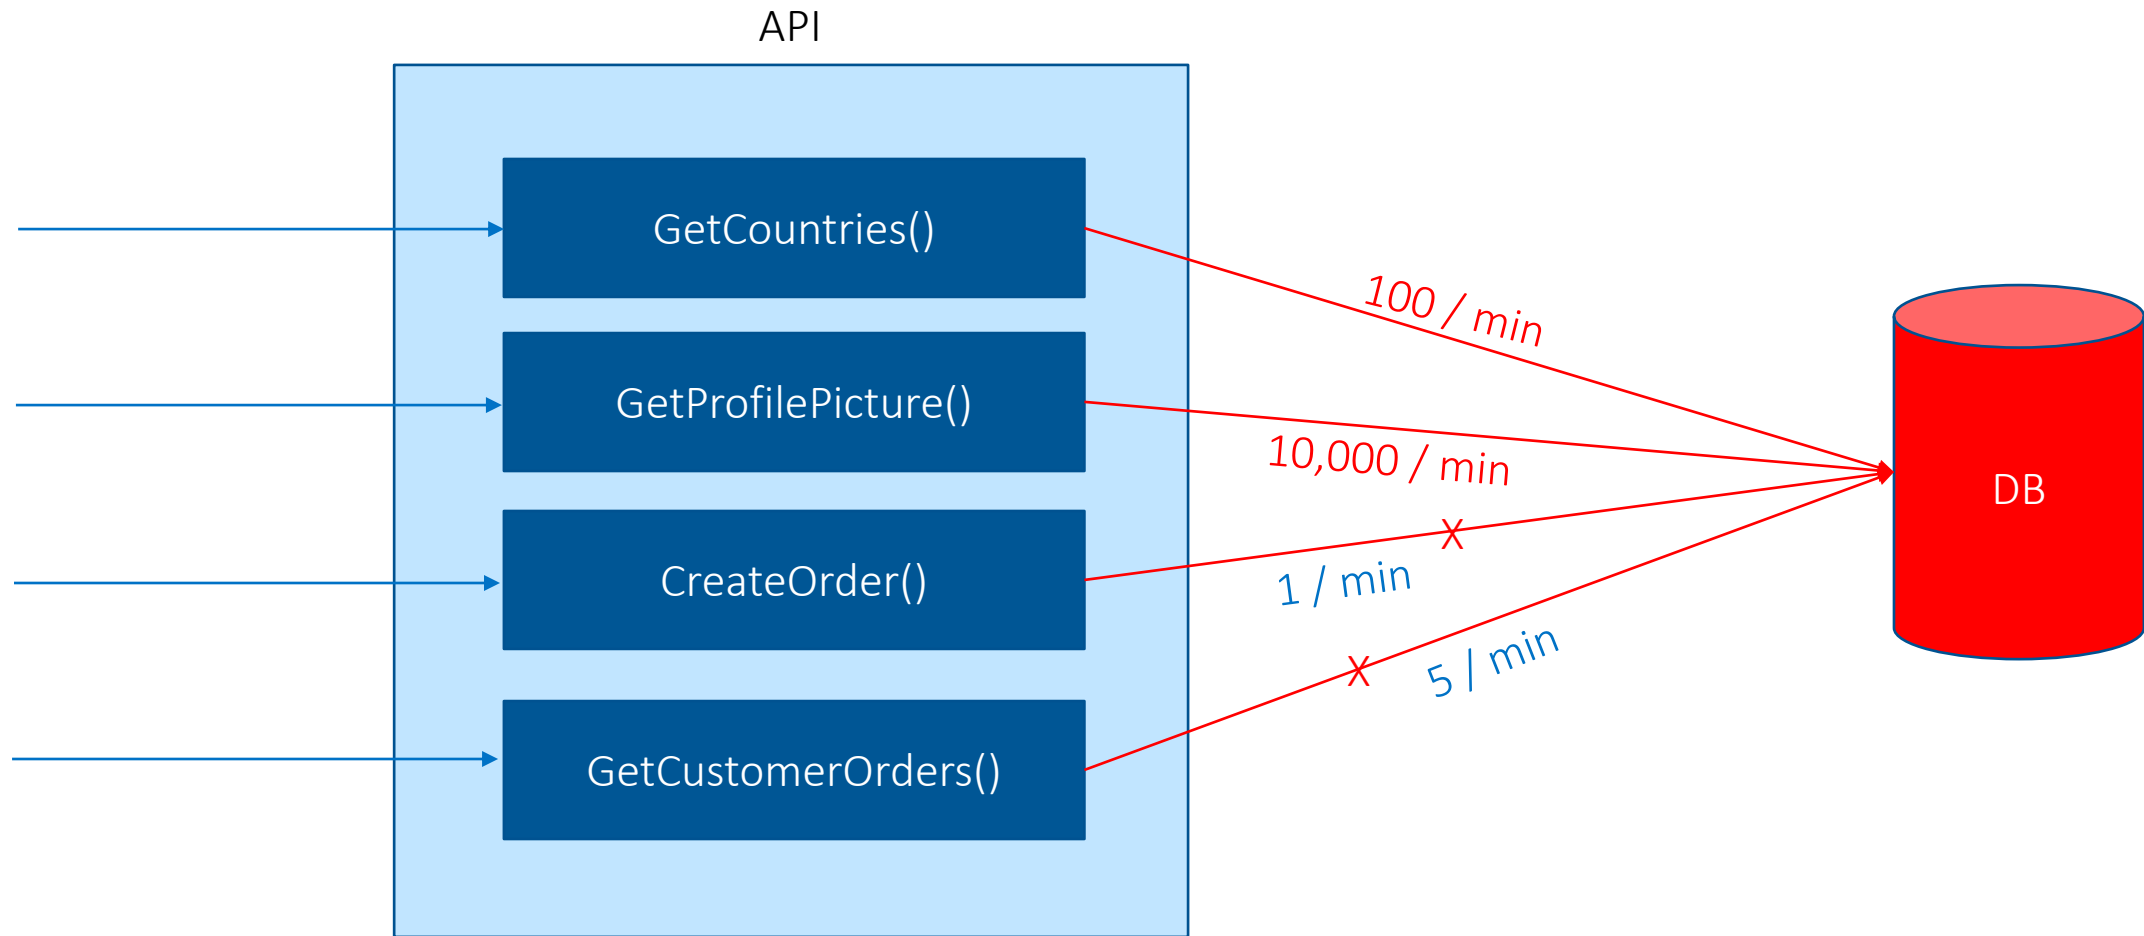 API
GetCountries()
100 / min
GetProfilePicture()
10,000 / min
DB
X
CreateOrder()
1 / min
X
5 / min
GetCustomerOrders()